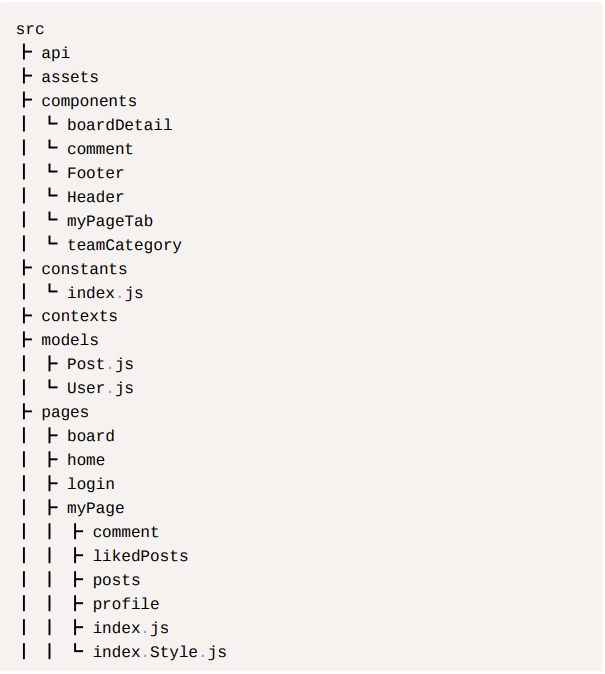 src
├ api
├ assets
├ components
│  └ boardDetail
│  └ comment
│  └ Footer
│  └ Header
│  └ myPageTab
│  └ teamCategory
├ constants
│  └ index.js
├ contexts
├ models
│  ├ Post.js
│  └ User.js
├ pages
│  ├ board
│  ├ home
│  ├ login
│  ├ myPage
│  │  ├ comment
│  │  ├ likedPosts
│  │  ├ posts
│  │  ├ profile
│  │  ├ index.js
│  │  └ index.Style.js